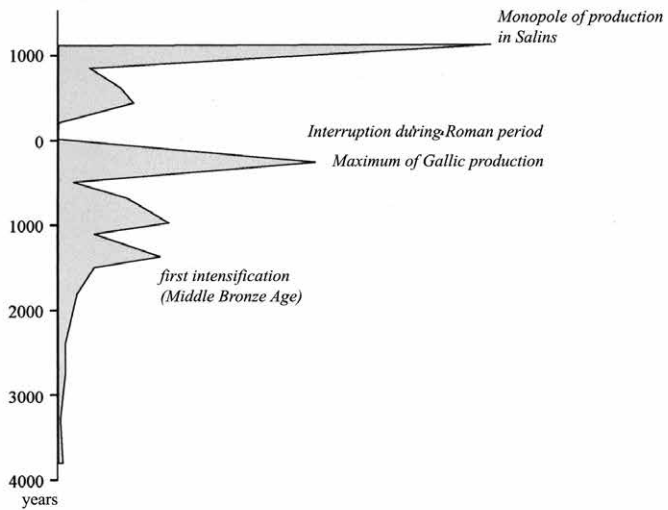 Monopole of production
in Salins
1000
0
Interruption during Roman period
Maximum of Gallic production
1000
first intensification
(Middle Bronze Age)
2000
3000
4000
years